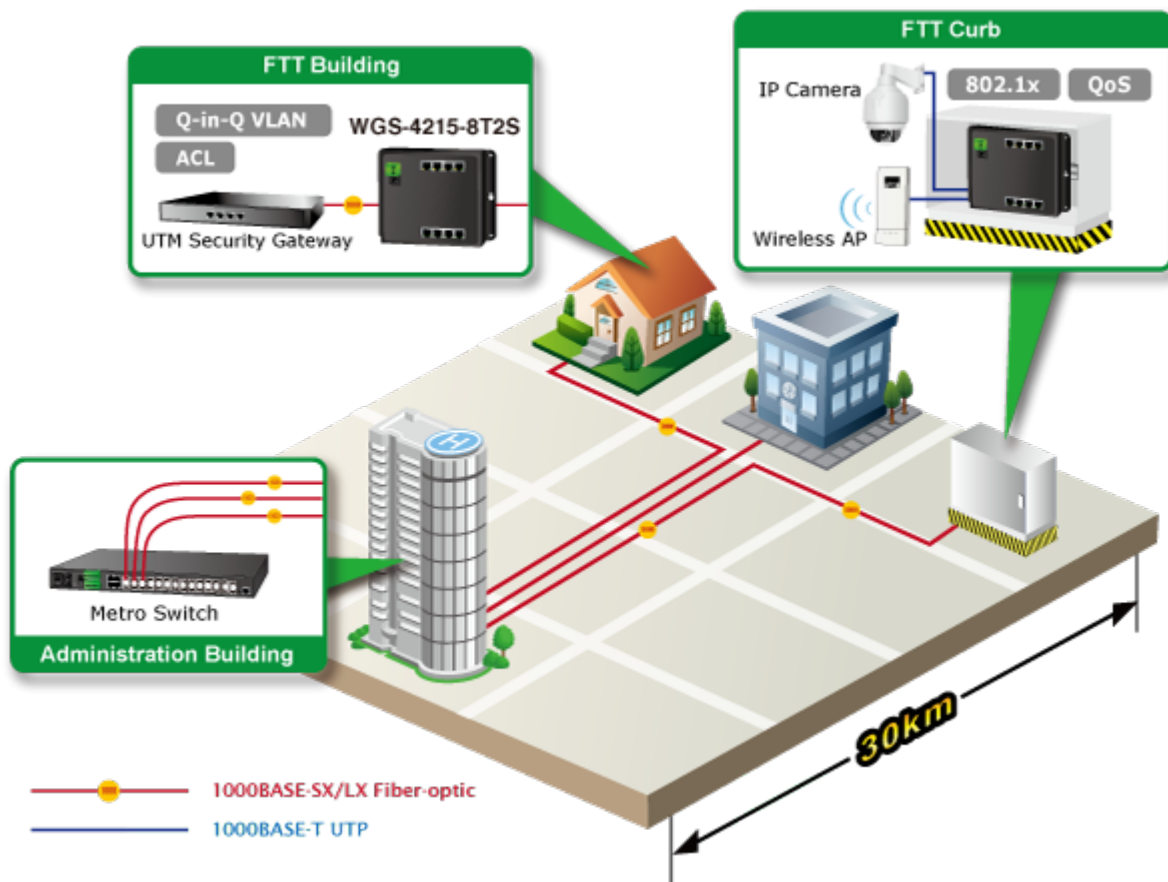 FTT Building
Q-in-Q VLAN
ACL
WGS-4215-8T2S
UTM Security Gateway
FTT Curb
IP Camera
802.1x
QoS
Wireless AP
H
Metro Switch
Administration Building
30km
1000BASE-SX/LX Fiber-optic
1000BASE-T UTP